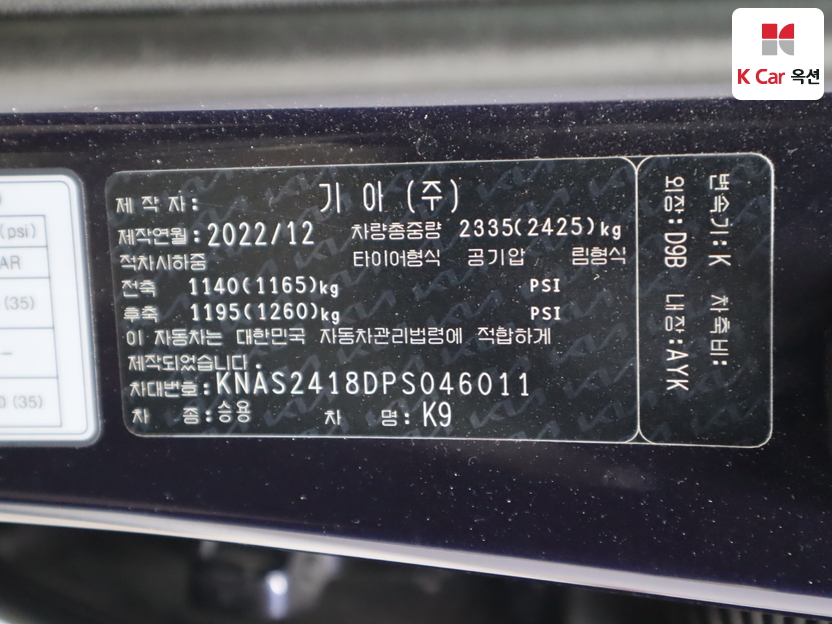 K Car 옥션
psi)
AR
(35)
0 (35)
제 작 자: 기 아 (주)
제작연월: 2022/12 차량총중량 2335(2425)kg
적차시하중 타이어형식 공기압 림형식
전축 1140(1165)kg PSI
후축 1195(1260)kg PSI
이 자동차는 대한민국 자동차관리법령에 적합하게
제작되었습니다.
차대번호: KNAS2418DPS046011
차 종: 승용 차 명: K9
변속기: K 차축비:
외장: D9B 내장: AYK